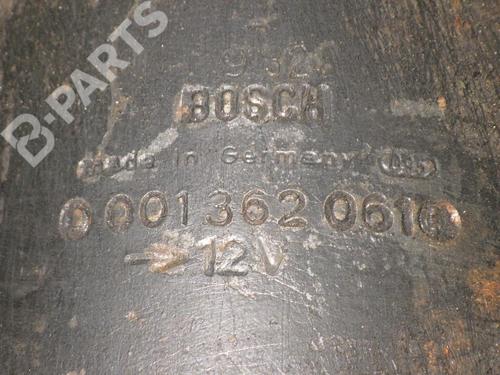 B-PARTS
BOSCH
Made in Germany
0 001 362 061
→ 12V